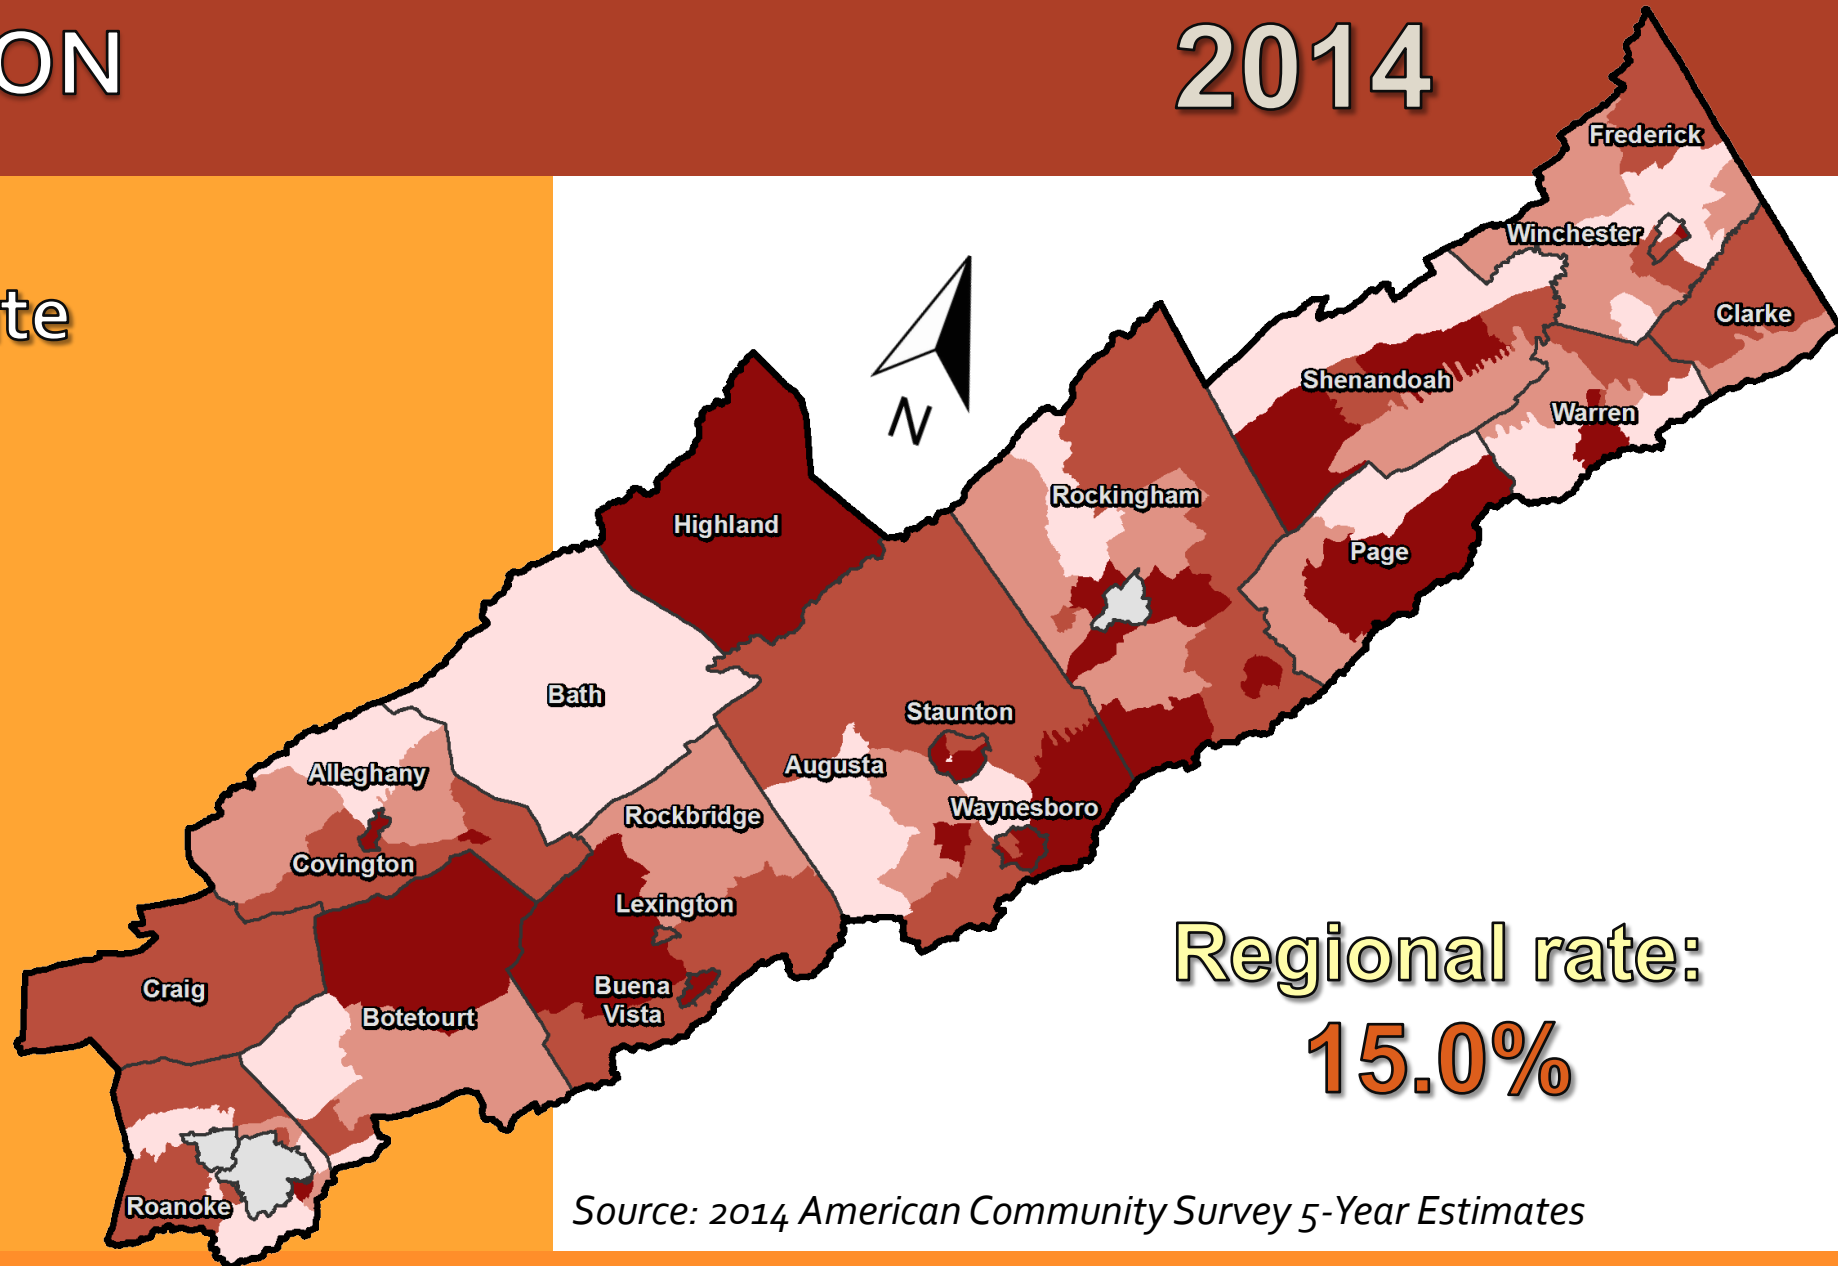 ON
2014
te
N
Frederick
Winchester
Clarke
Shenandoah
Warren
Rockingham
Page
Highland
Bath
Staunton
Augusta
Alleghany
Waynesboro
Rockbridge
Covington
Lexington
Craig
Buena
Vista
Botetourt
Roanoke
Regional rate:
15.0%
Source: 2014 American Community Survey 5-Year Estimates